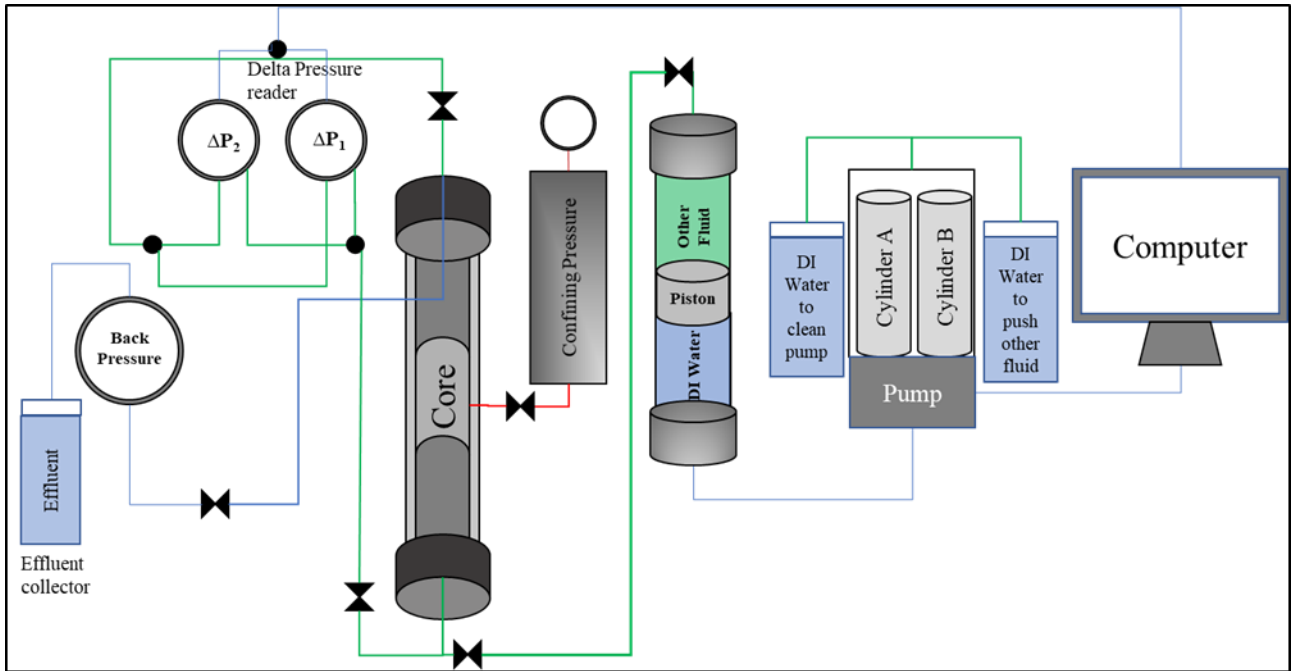 Delta Pressure
reader
ΔP2
ΔP1
Back
Pressure
Effluent
Effluent
collector
Core
Confining Pressure
Other
Fluid
Piston
DI Water
DI
Water
to
clean
pump
Cylinder A
Cylinder B
Pump
DI
Water
to
push
other
fluid
Computer